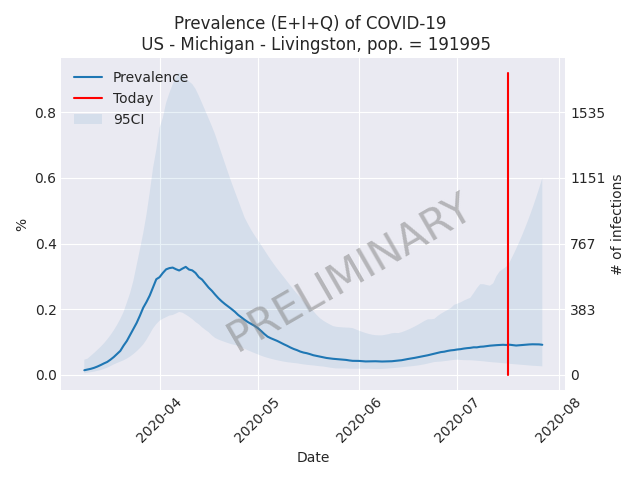 Prevalence (E+I+Q) of COVID-19
US - Michigan - Livingston, pop. = 191995
Prevalence
Today
95CI
PRELIMINARY
%
0.8
0.6
0.4
0.2
0.0
1535
1151
767
383
0
# of infections
2020-04
2020-05
2020-06
2020-07
2020-08
Date